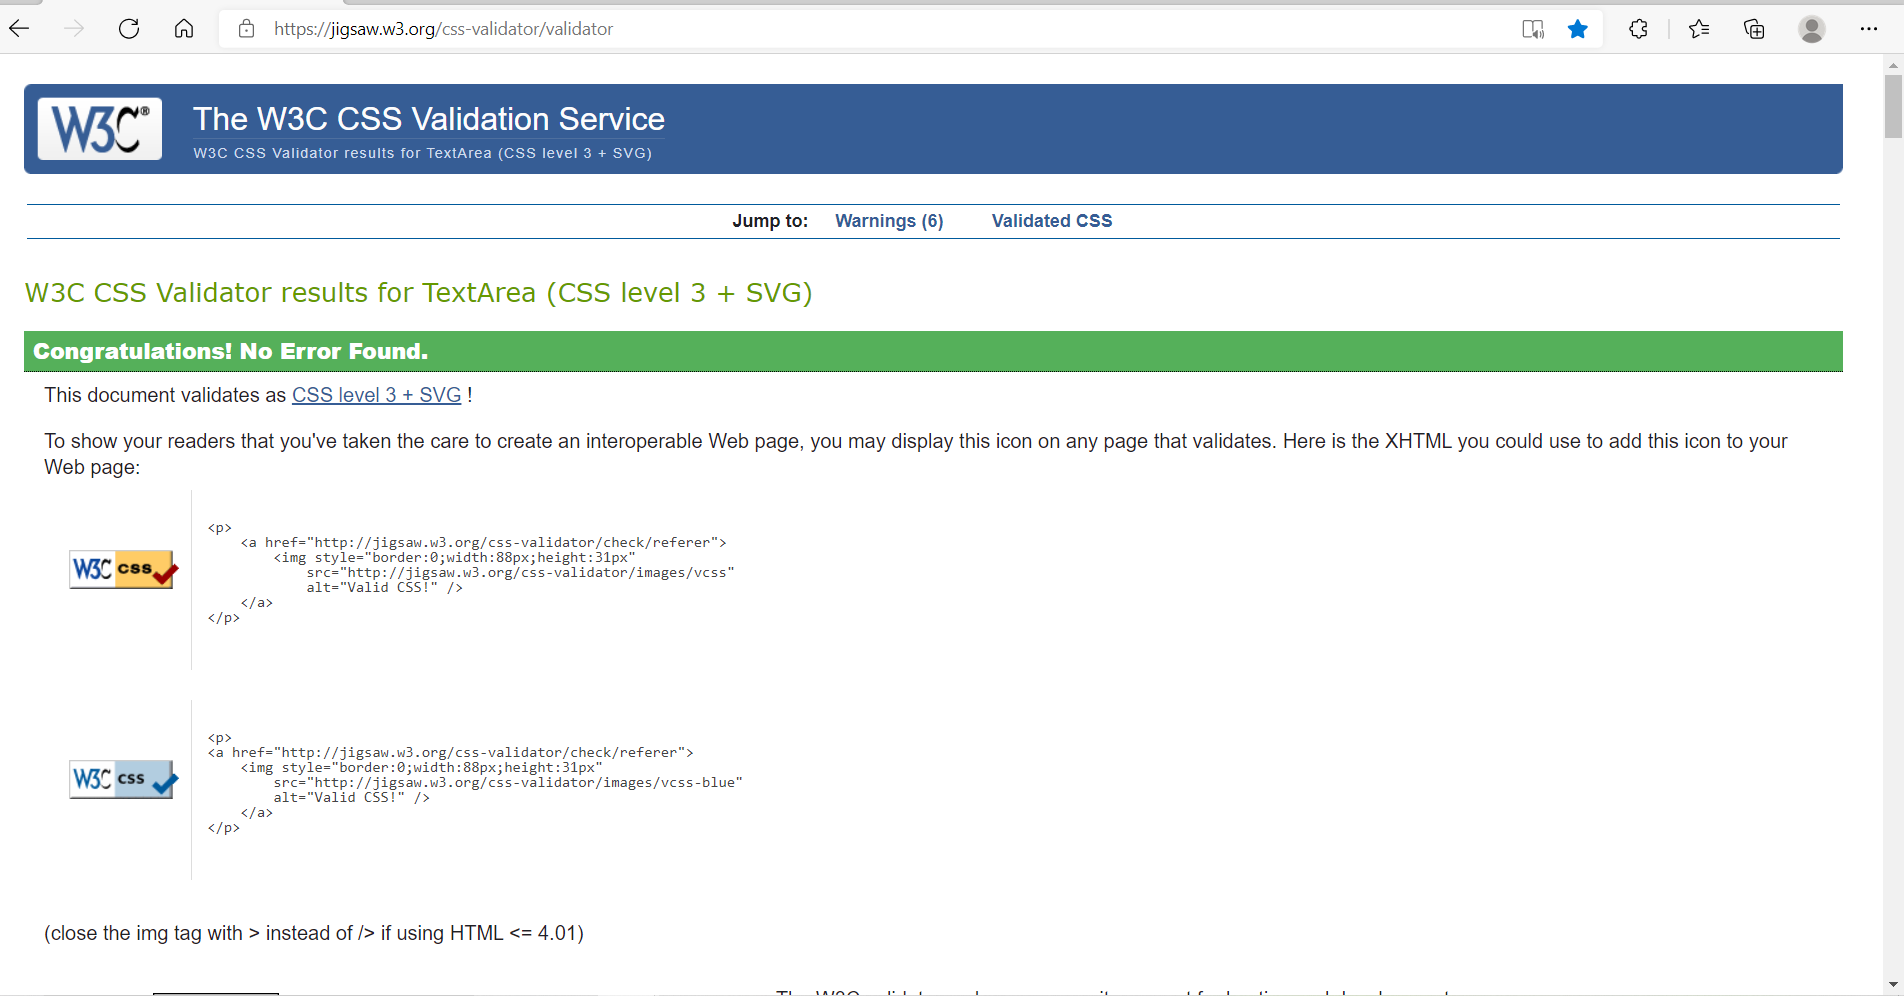 https://jigsaw.w3.org/css-validator/validator
W3C®
The W3C CSS Validation Service
W3C CSS Validator results for TextArea (CSS level 3 + SVG)
Jump to: Warnings (6) Validated CSS
W3C CSS Validator results for TextArea (CSS level 3 + SVG)
Congratulations! No Error Found.
This document validates as CSS level 3 + SVG !
To show your readers that you've taken the care to create an interoperable Web page, you may display this icon on any page that validates. Here is the XHTML you could use to add this icon to your
Web page:
W3C css
<p>
<a href="http://jigsaw.w3.org/css-validator/check/referer">
<img style="border:0;width:88px;height:31px"
src="http://jigsaw.w3.org/css-validator/images/vcss"
alt="Valid CSS!" />
</a>
</p>
W3C css
<p>
<a href="http://jigsaw.w3.org/css-validator/check/referer">
<img style="border:0;width:88px;height:31px"
src="http://jigsaw.w3.org/css-validator/images/vcss-blue"
alt="Valid CSS!" />
</a>
</p>
(close the img tag with > instead of /> if using HTML <= 4.01)